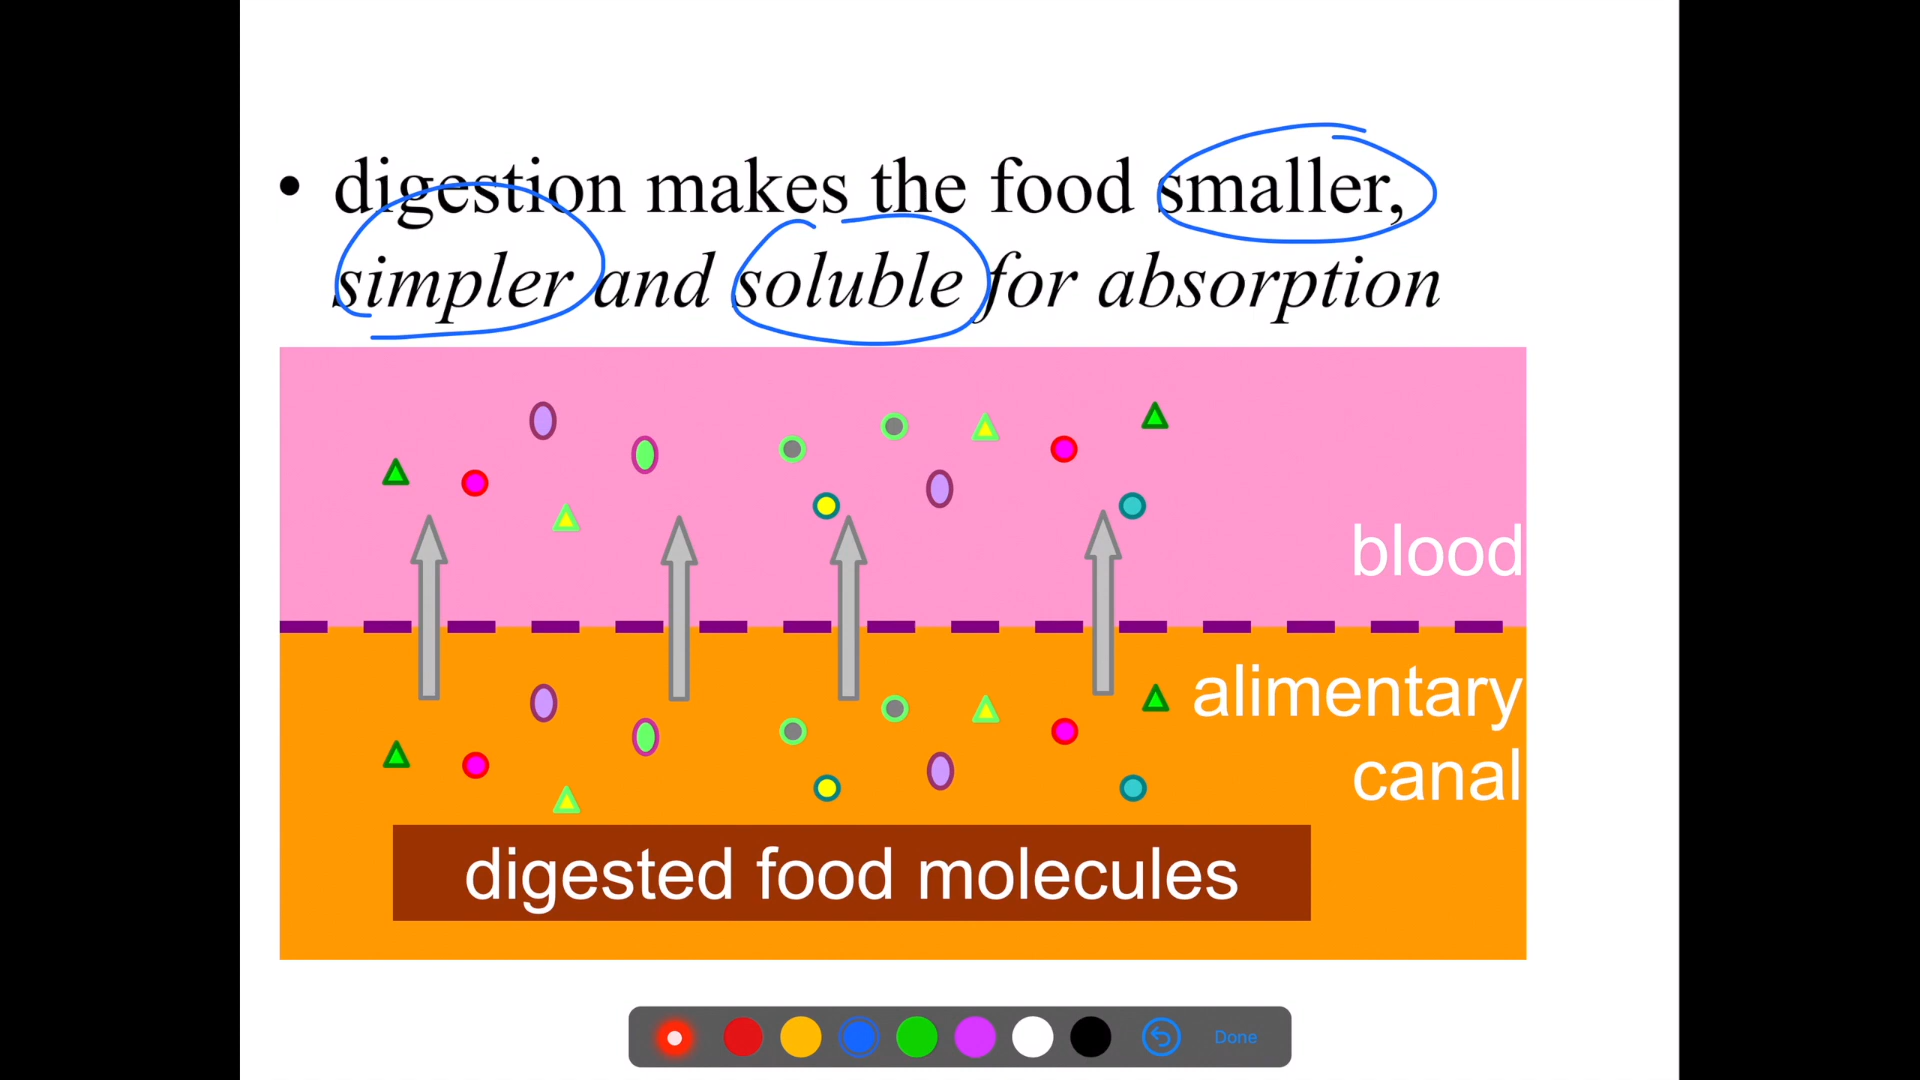 • digestion makes the food smaller,
simpler and soluble for absorption
blood
alimentary
canal
digested food molecules
Done